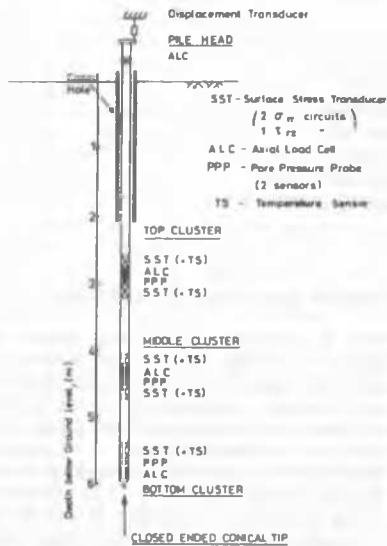 Displacement Transducer
PILE HEAD
ALC
Hole
SST - Surface Stress Transducer
(2 σrr circuits)
1 τrz "
ALC - Axial Load Cell
PPP - Pore Pressure Probe
(2 sensors)
TS - Temperature Sensor
1
2
TOP CLUSTER
SST (+TS)
ALC
PPP
SST (+TS)
3
4
MIDDLE CLUSTER
SST (+TS)
ALC
PPP
SST (+TS)
5
SST (+TS)
PPP
ALC
6
BOTTOM CLUSTER
Depth Below Ground Level, (m)
CLOSED ENDED CONICAL TIP